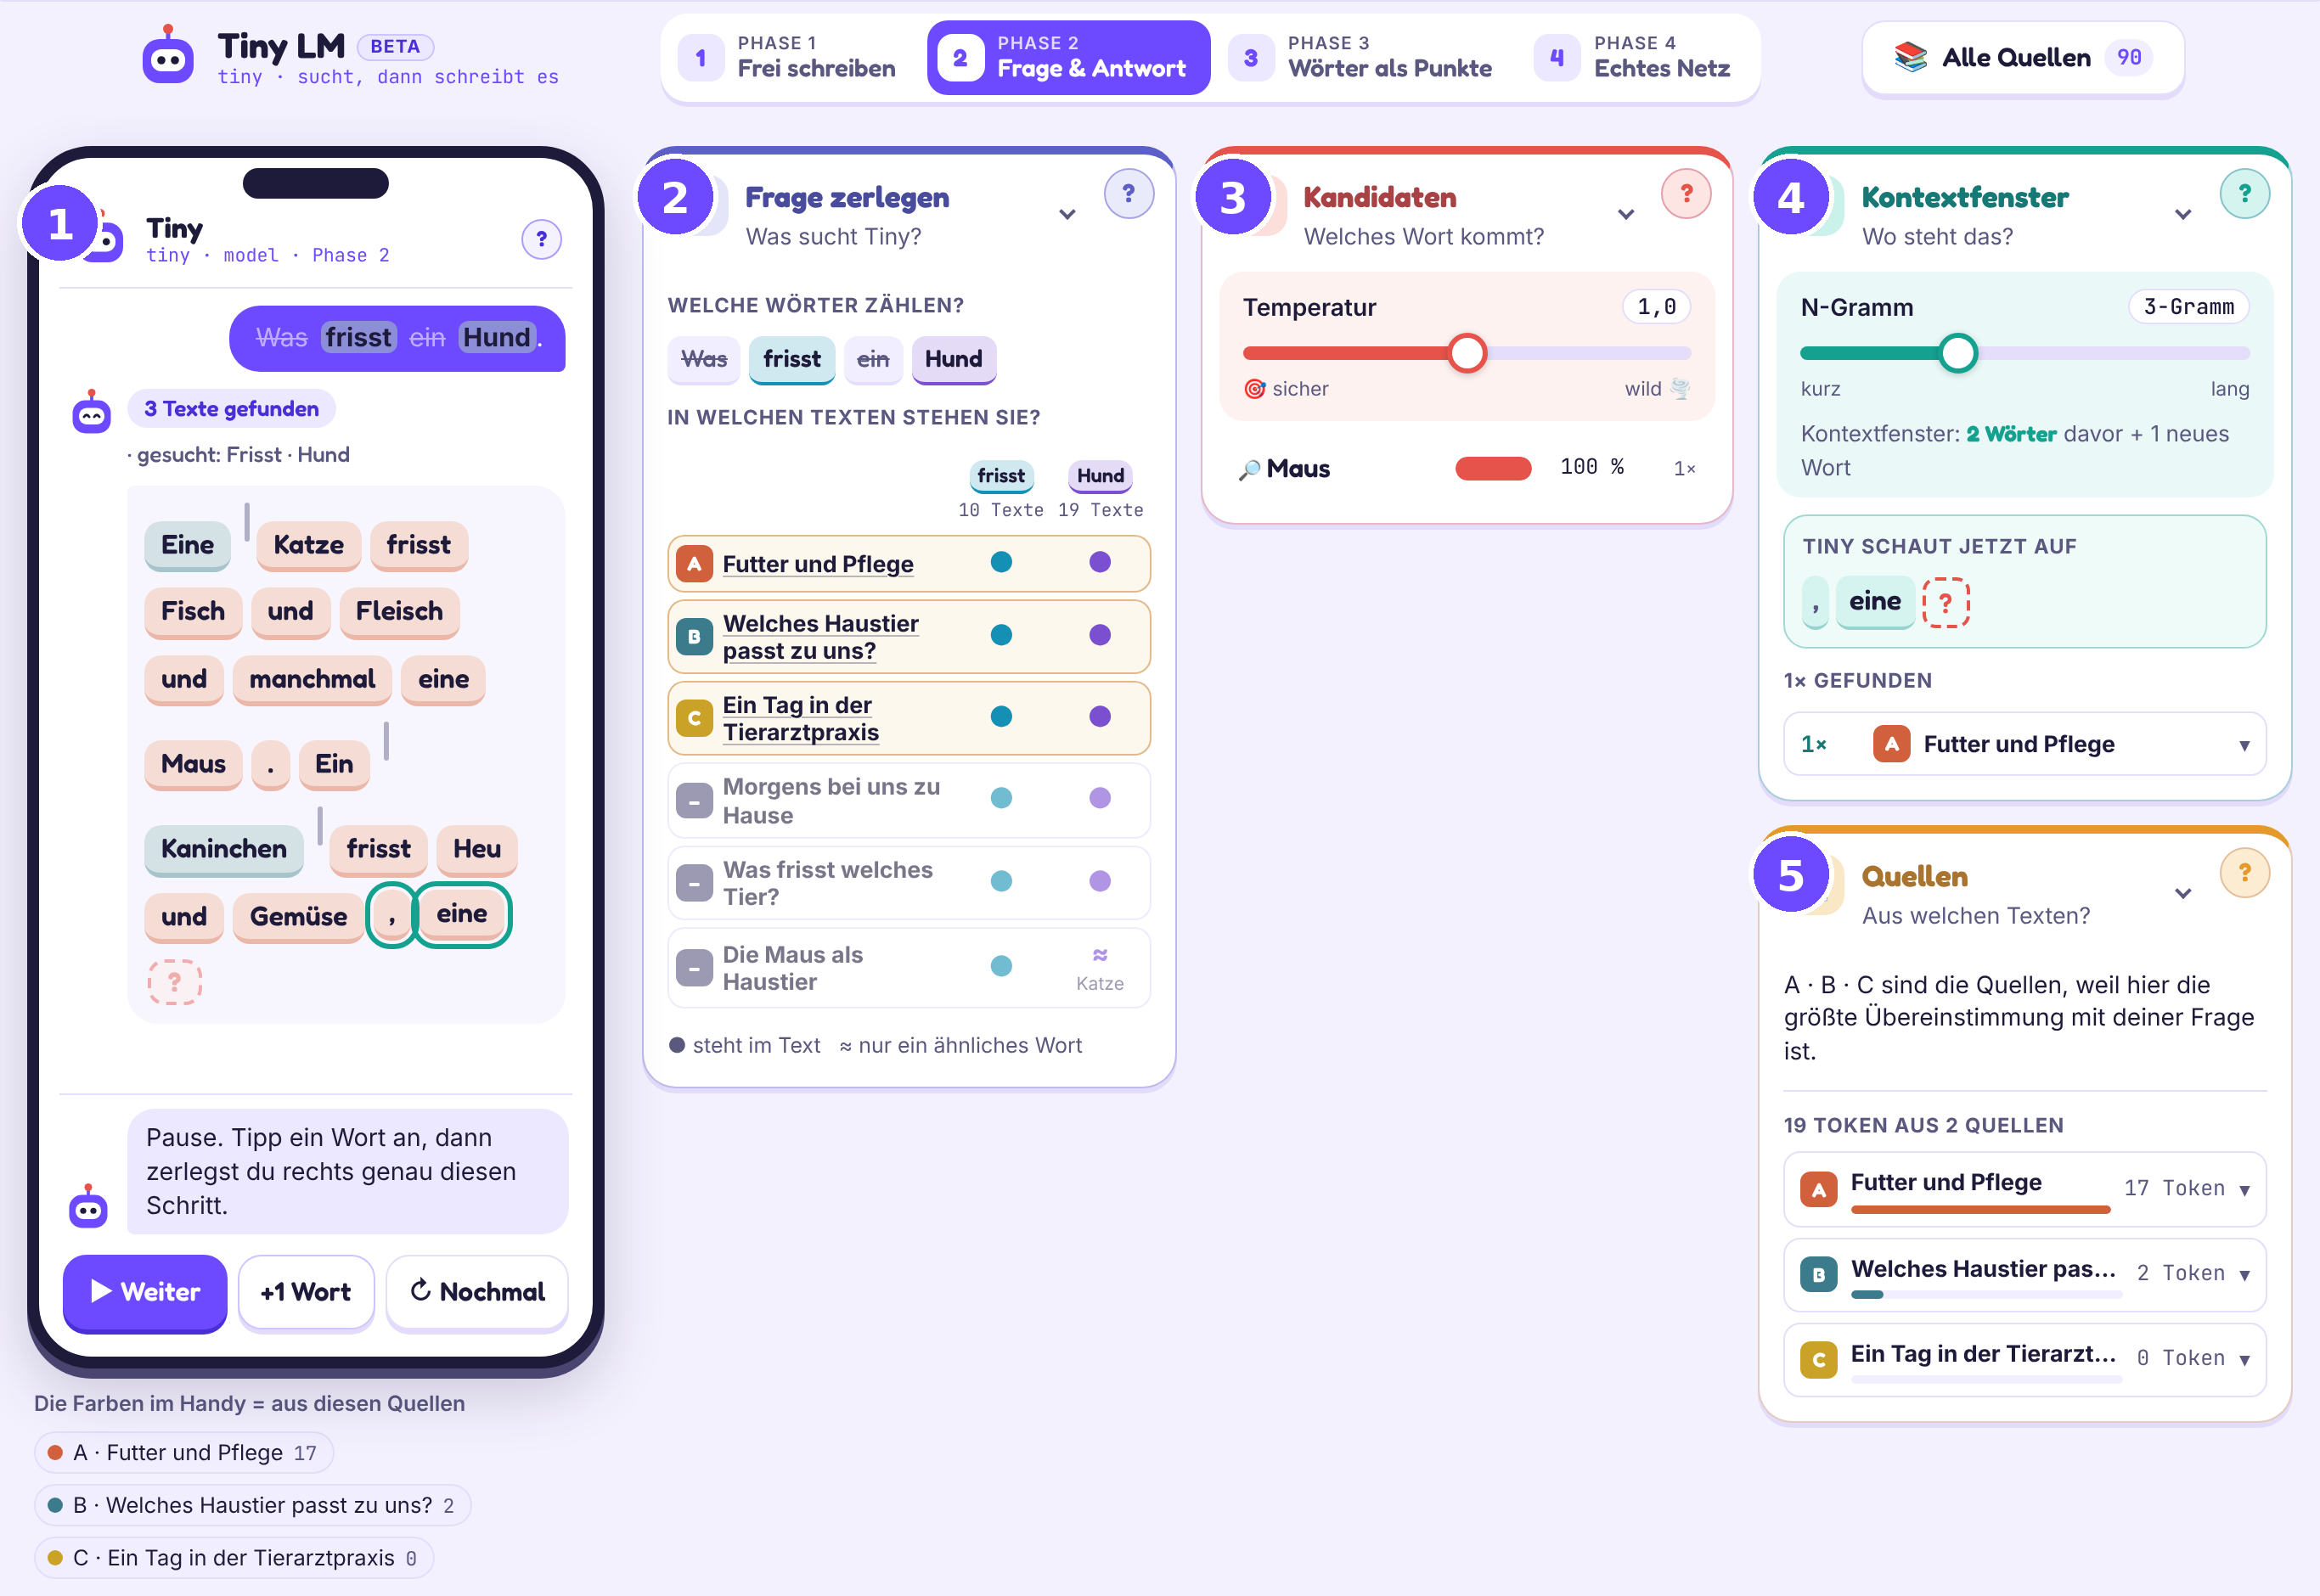 Tiny LM BETA
tiny · sucht, dann schreibt es
1 PHASE 1
Frei schreiben
2 PHASE 2
Frage & Antwort
3 PHASE 3
Wörter als Punkte
4 PHASE 4
Echtes Netz
📚 Alle Quellen 90
1
Tiny
tiny · model · Phase 2
?
Was frisst ein Hund.
3 Texte gefunden
· gesucht: Frisst · Hund
Eine Katze frisst
Fisch und Fleisch
und manchmal eine
Maus . Ein
Kaninchen frisst Heu
und Gemüse , eine
?
Pause. Tipp ein Wort an, dann
zerlegst du rechts genau diesen
Schritt.
▶ Weiter
+1 Wort
↻ Nochmal
Die Farben im Handy = aus diesen Quellen
A · Futter und Pflege 17
B · Welches Haustier passt zu uns? 2
C · Ein Tag in der Tierarztpraxis 0
2
Frage zerlegen
?
Was sucht Tiny?
WELCHE WÖRTER ZÄHLEN?
Was frisst ein Hund
IN WELCHEN TEXTEN STEHEN SIE?
frisst Hund
10 Texte 19 Texte
A Futter und Pflege
B Welches Haustier
passt zu uns?
C Ein Tag in der
Tierarztpraxis
– Morgens bei uns zu
Hause
– Was frisst welches
Tier?
– Die Maus als
Haustier
≈
Katze
● steht im Text ≈ nur ein ähnliches Wort
3
Kandidaten
?
Welches Wort kommt?
Temperatur 1,0
🎯 sicher wild 🌪️
🔎 Maus 100 % 1×
4
Kontextfenster
?
Wo steht das?
N-Gramm 3-Gramm
kurz lang
Kontextfenster: 2 Wörter davor + 1 neues
Wort
TINY SCHAUT JETZT AUF
, eine ?
1× GEFUNDEN
1× A Futter und Pflege ▼
5
Quellen
?
Aus welchen Texten?
A · B · C sind die Quellen, weil hier die
größte Übereinstimmung mit deiner Frage
ist.
19 TOKEN AUS 2 QUELLEN
A Futter und Pflege 17 Token ▼
B Welches Haustier pas... 2 Token ▼
C Ein Tag in der Tierarzt... 0 Token ▼